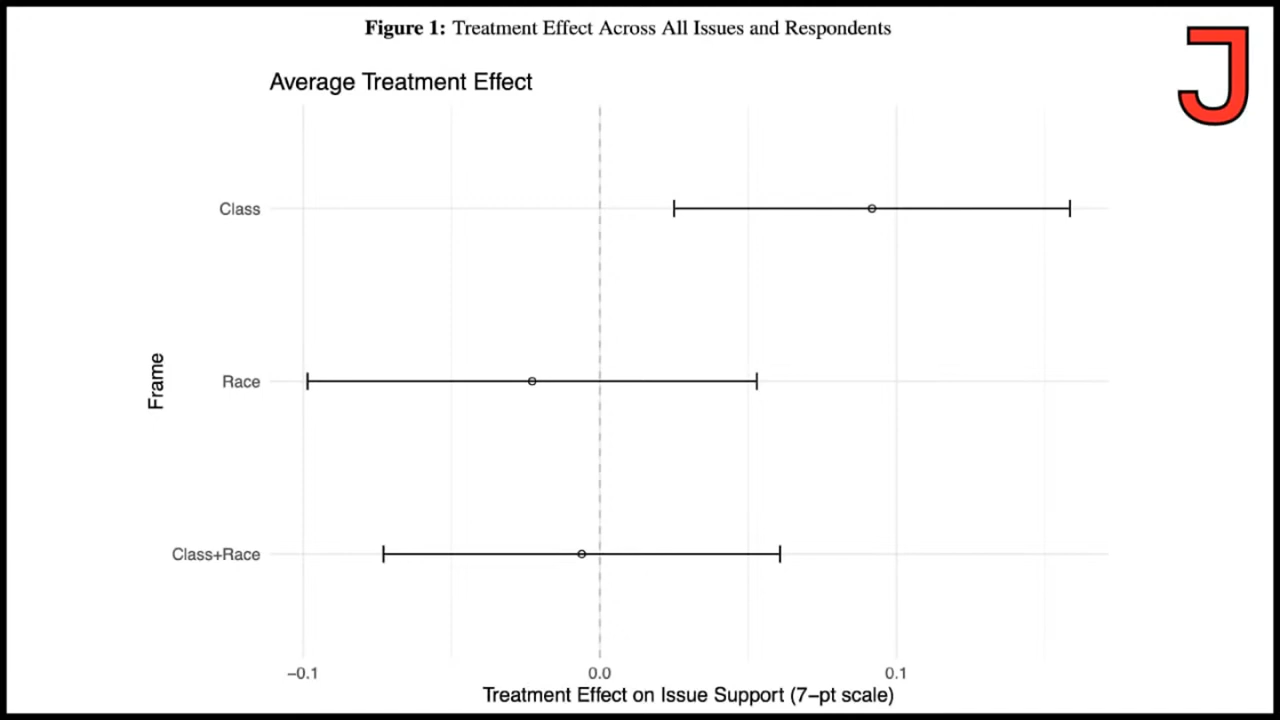 Figure 1: Treatment Effect Across All Issues and Respondents
J
Average Treatment Effect
Class
Race
Class+Race
Frame
−0.1
0.0
0.1
Treatment Effect on Issue Support (7−pt scale)